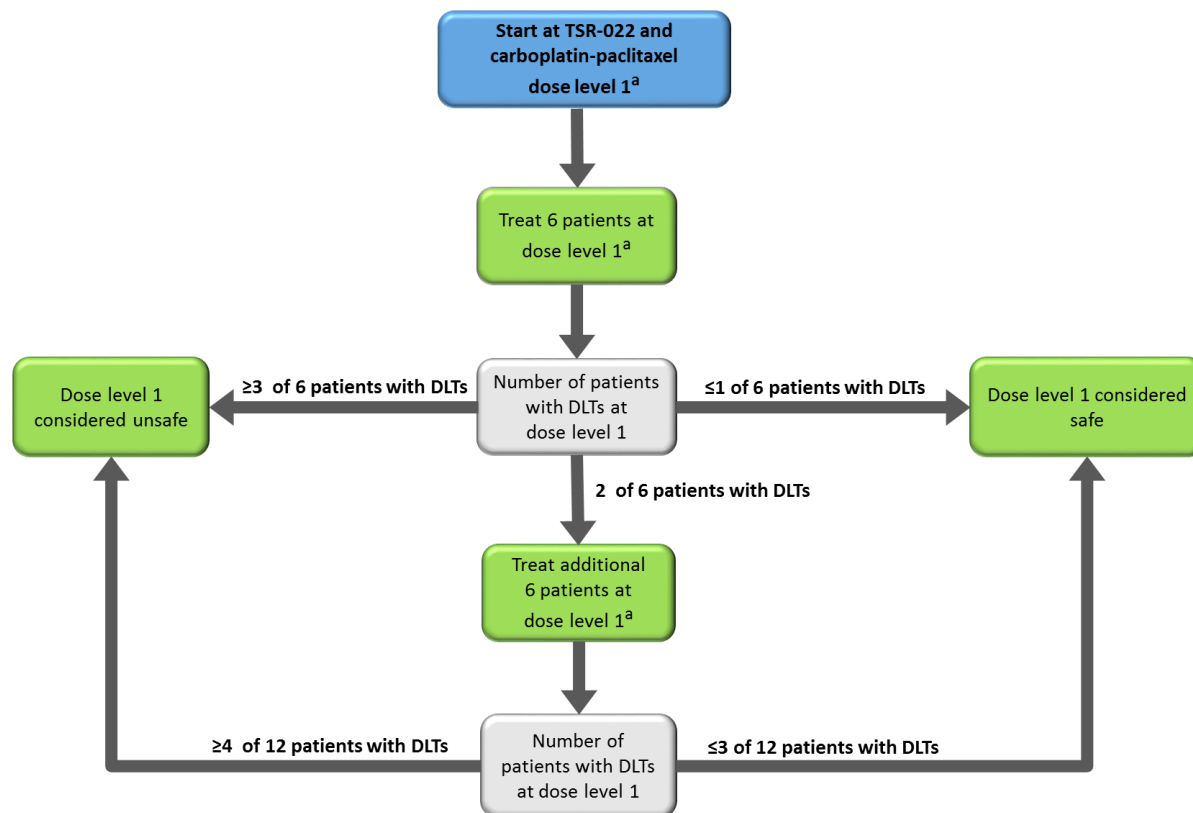 Start at TSR-022 and
carboplatin-paclitaxel
dose level 1a
Treat 6 patients at
dose level 1a
Number of patients
with DLTs at
dose level 1
≥3 of 6 patients with DLTs
Dose level 1
considered unsafe
≤1 of 6 patients with DLTs
Dose level 1 considered
safe
2 of 6 patients with DLTs
Treat additional
6 patients at
dose level 1a
Number of
patients with DLTs
at dose level 1
≥4 of 12 patients with DLTs
≤3 of 12 patients with DLTs